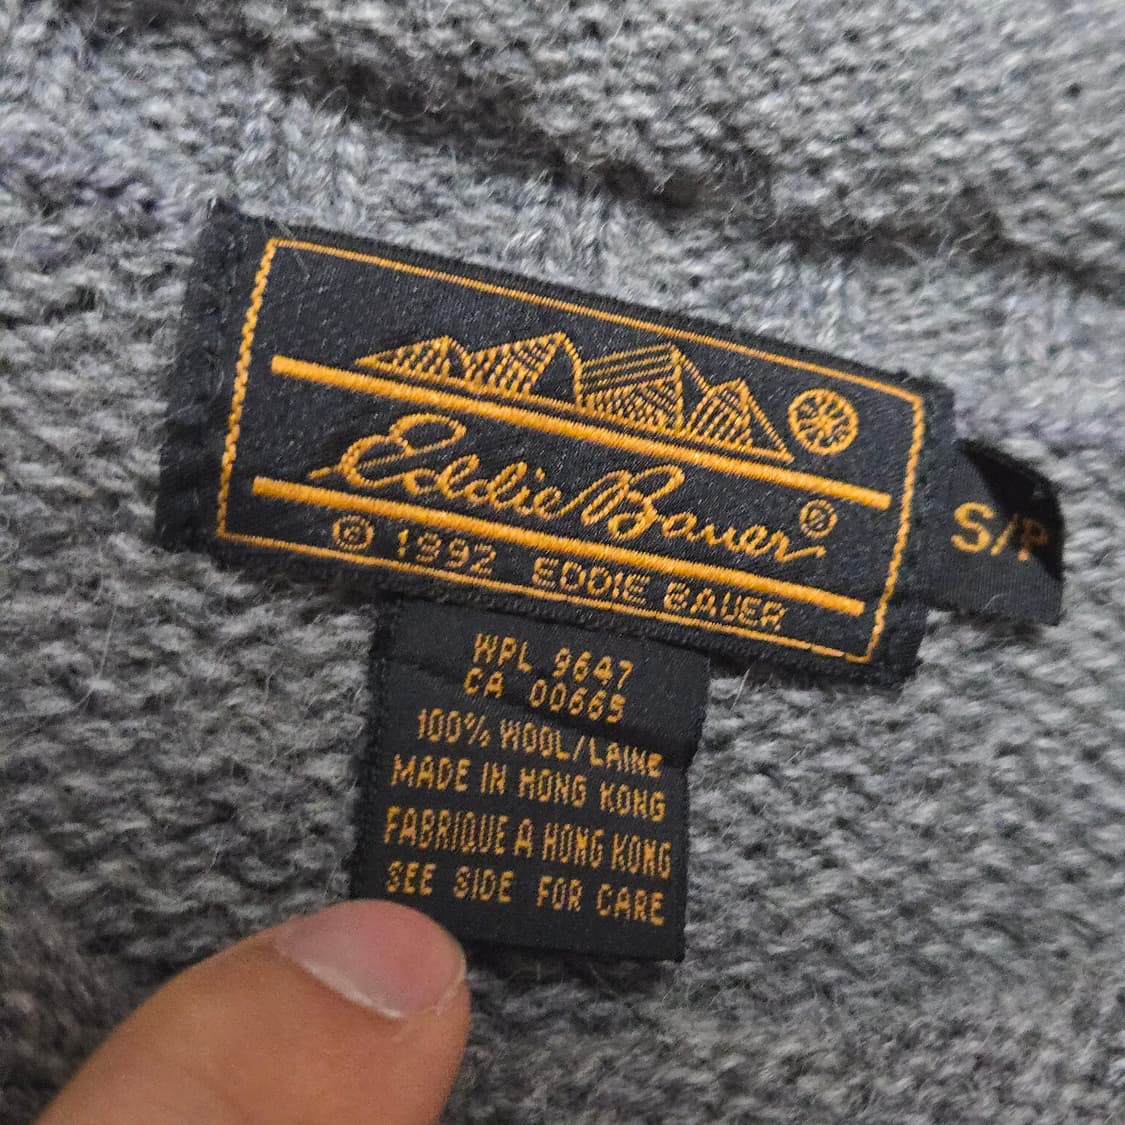 Eddie Bauer®
© 1992 EDDIE BAUER
S/P
WPL 9647
CA 00665
100% WOOL/LAINE
MADE IN HONG KONG
FABRIQUE A HONG KONG
SEE SIDE FOR CARE